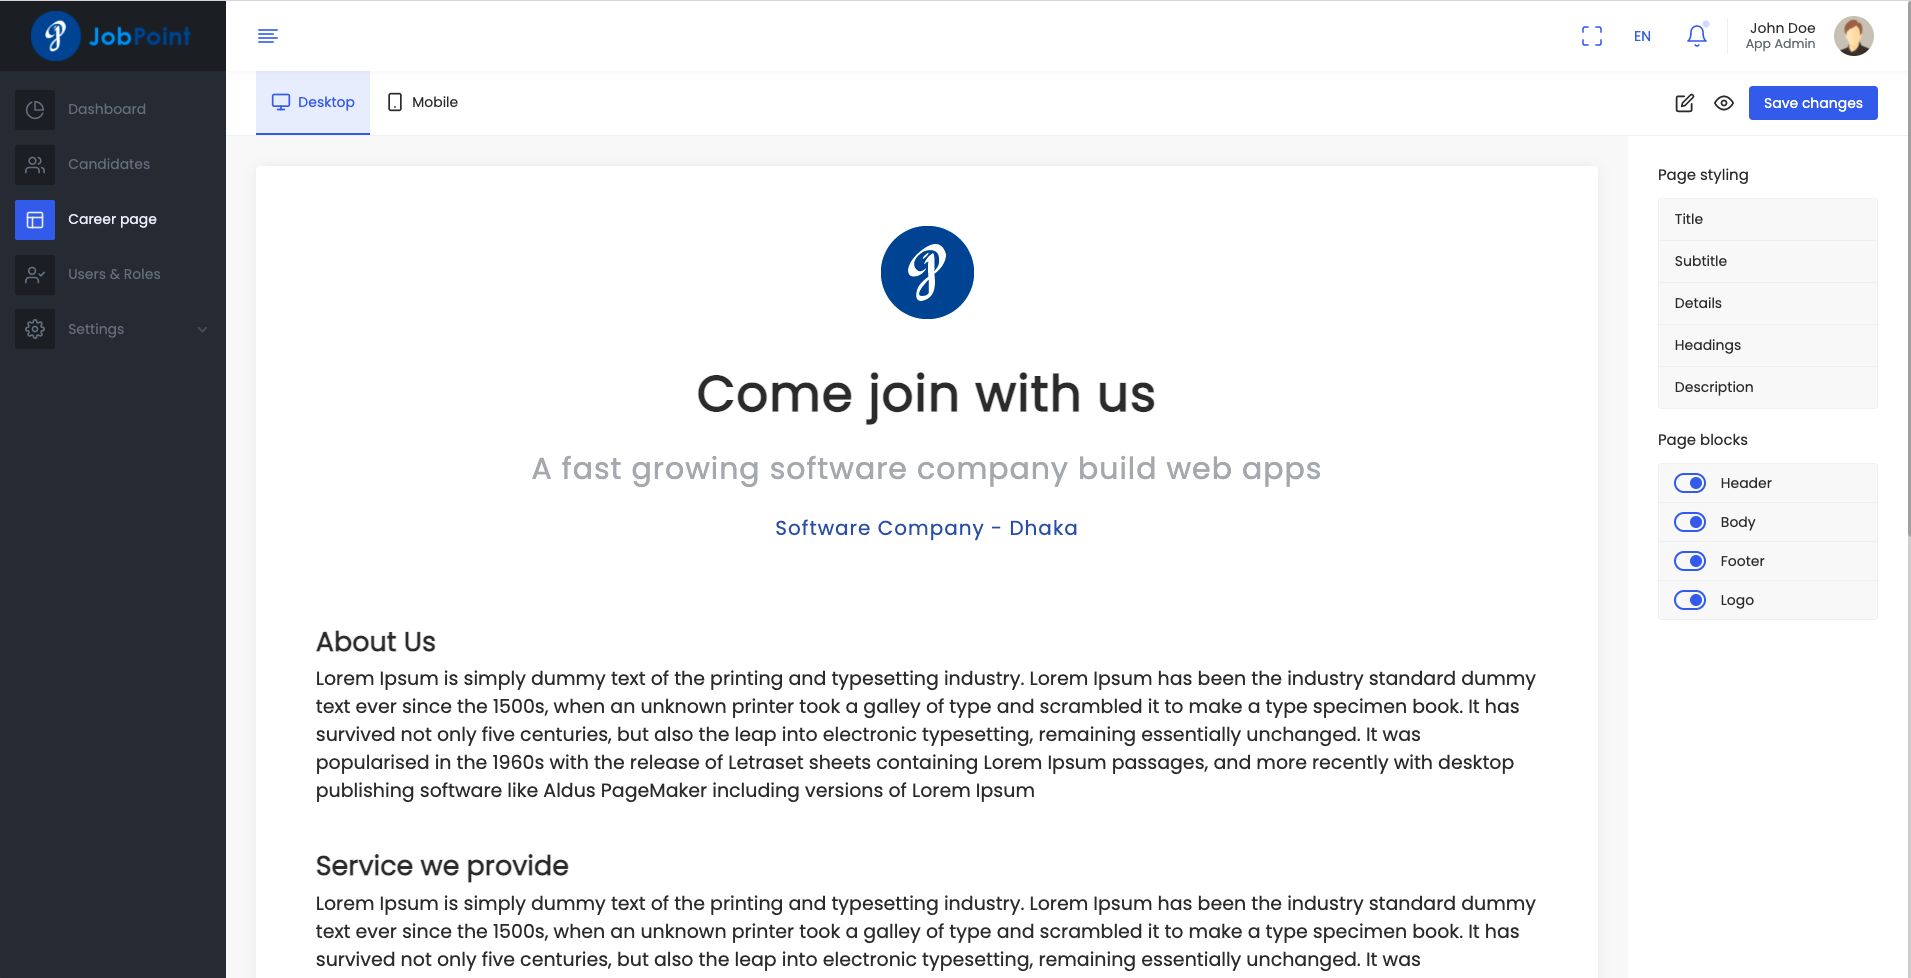 JobPoint
EN
John Doe
App Admin
Dashboard
Candidates
Career page
Users & Roles
Settings
Desktop
Mobile
Save changes
Come join with us
A fast growing software company build web apps
Software Company - Dhaka
About Us
Lorem Ipsum is simply dummy text of the printing and typesetting industry. Lorem Ipsum has been the industry standard dummy
text ever since the 1500s, when an unknown printer took a galley of type and scrambled it to make a type specimen book. It has
survived not only five centuries, but also the leap into electronic typesetting, remaining essentially unchanged. It was
popularised in the 1960s with the release of Letraset sheets containing Lorem Ipsum passages, and more recently with desktop
publishing software like Aldus PageMaker including versions of Lorem Ipsum
Service we provide
Lorem Ipsum is simply dummy text of the printing and typesetting industry. Lorem Ipsum has been the industry standard dummy
text ever since the 1500s, when an unknown printer took a galley of type and scrambled it to make a type specimen book. It has
survived not only five centuries, but also the leap into electronic typesetting, remaining essentially unchanged. It was
Page styling
Title
Subtitle
Details
Headings
Description
Page blocks
Header
Body
Footer
Logo